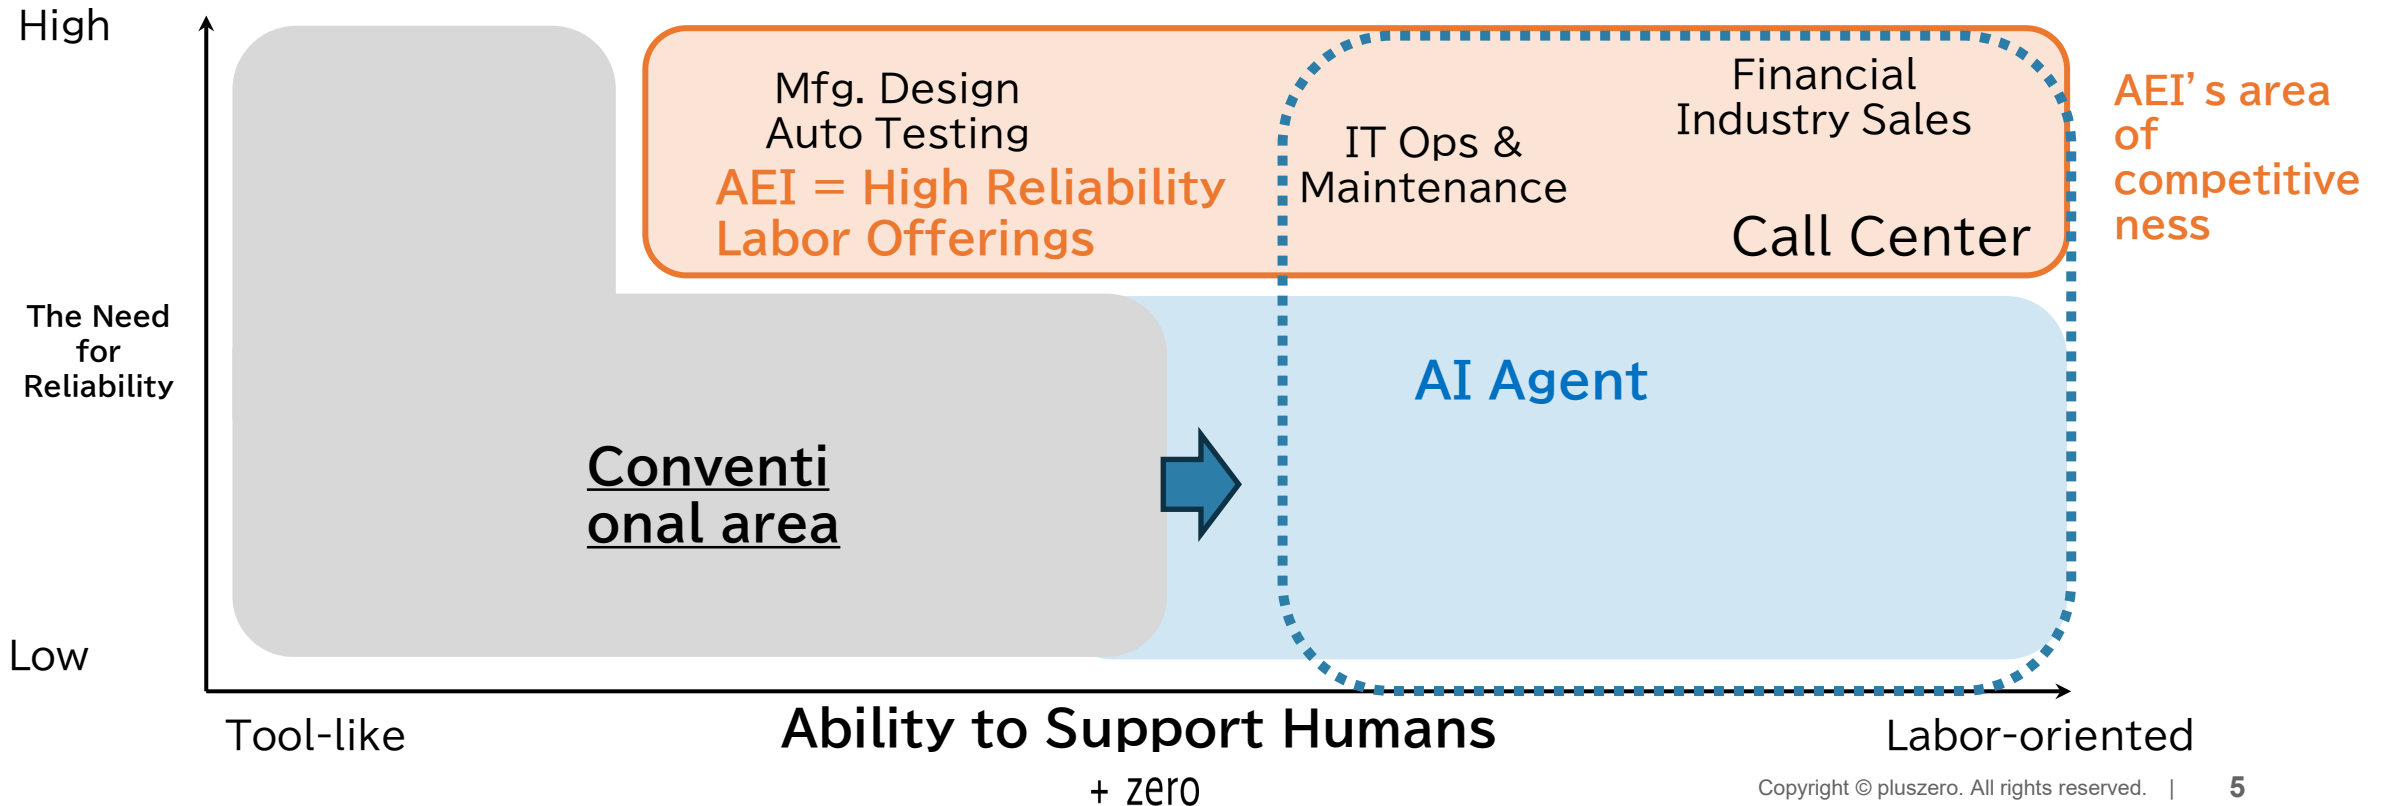 High
Mfg. Design
Auto Testing
AEI = High Reliability
Labor Offerings
IT Ops &
Maintenance
Financial
Industry Sales
Call Center
AEI’s area
of
competitive
ness
The Need
for
Reliability
AI Agent
Conventi
onal area
Low
Tool-like
Ability to Support Humans
Labor-oriented
+ zero
Copyright © pluszero. All rights reserved. | 5